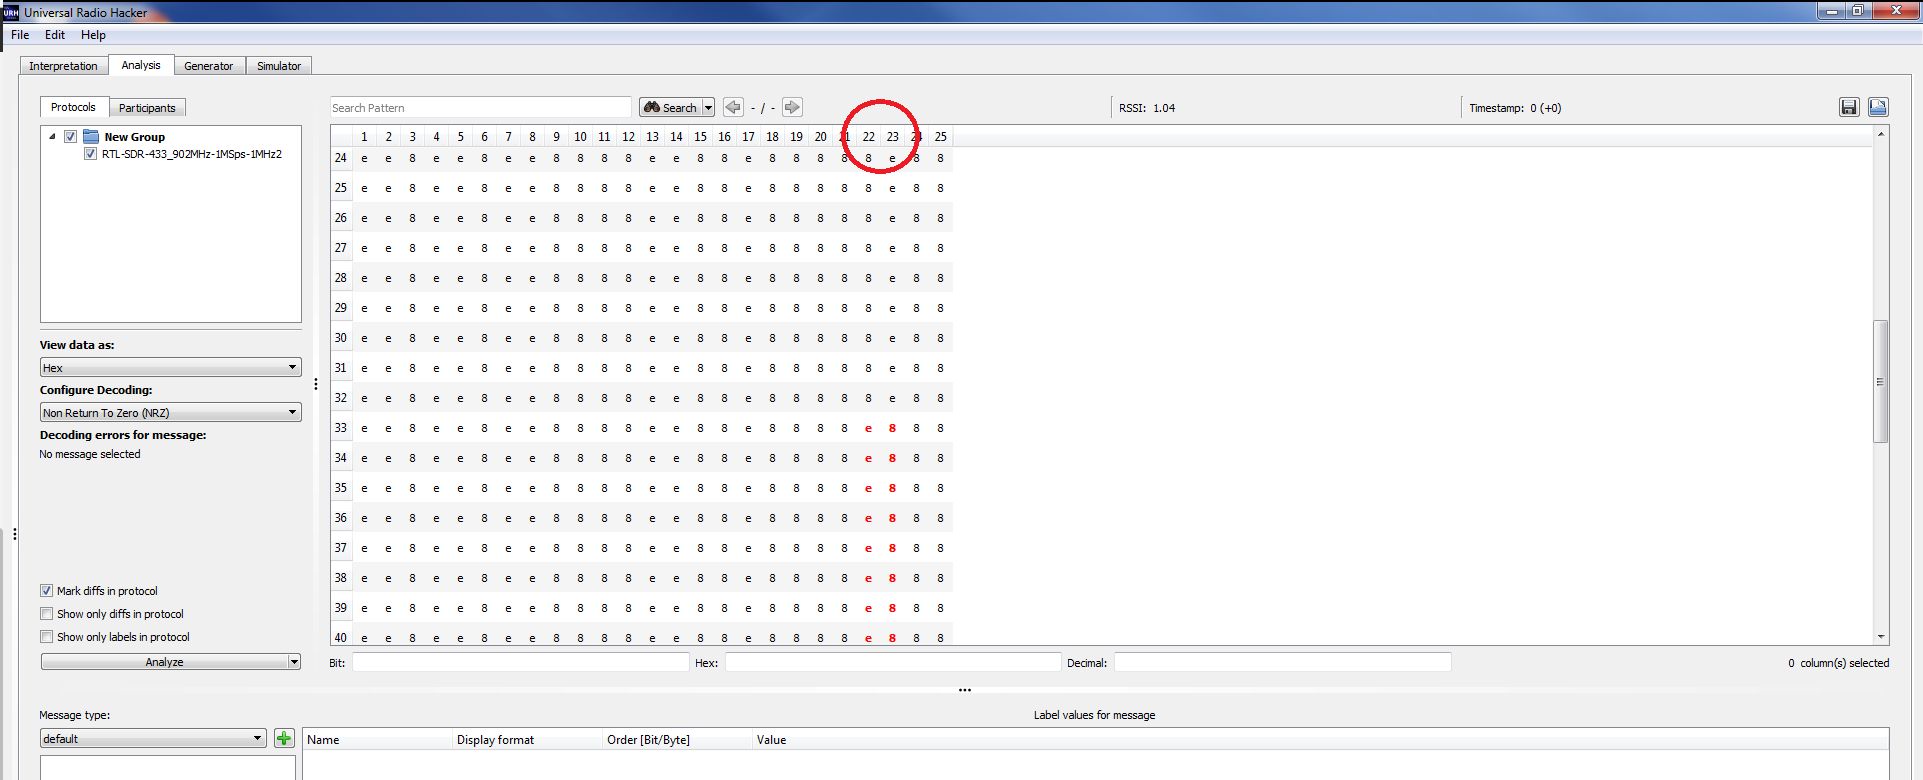 URH Universal Radio Hacker
File Edit Help
Interpretation Analysis Generator Simulator
Protocols Participants
New Group
RTL-SDR-433_902MHz-1MSps-1MHz2
View data as:
Hex
Configure Decoding:
Non Return To Zero (NRZ)
Decoding errors for message:
No message selected
Mark diffs in protocol
Show only diffs in protocol
Show only labels in protocol
Analyze
Search Pattern Search - / - RSSI: 1.04 Timestamp: 0 (+0)
1 2 3 4 5 6 7 8 9 10 11 12 13 14 15 16 17 18 19 20 21 22 23 24 25
24 e e 8 e e 8 e e 8 8 8 8 e e 8 8 e 8 8 8 8 8 e 8 8
25 e e 8 e e 8 e e 8 8 8 8 e e 8 8 e 8 8 8 8 8 e 8 8
26 e e 8 e e 8 e e 8 8 8 8 e e 8 8 e 8 8 8 8 8 e 8 8
27 e e 8 e e 8 e e 8 8 8 8 e e 8 8 e 8 8 8 8 8 e 8 8
28 e e 8 e e 8 e e 8 8 8 8 e e 8 8 e 8 8 8 8 8 e 8 8
29 e e 8 e e 8 e e 8 8 8 8 e e 8 8 e 8 8 8 8 8 e 8 8
30 e e 8 e e 8 e e 8 8 8 8 e e 8 8 e 8 8 8 8 8 e 8 8
31 e e 8 e e 8 e e 8 8 8 8 e e 8 8 e 8 8 8 8 8 e 8 8
32 e e 8 e e 8 e e 8 8 8 8 e e 8 8 e 8 8 8 8 8 e 8 8
33 e e 8 e e 8 e e 8 8 8 8 e e 8 8 e 8 8 8 8 e 8 8 8
34 e e 8 e e 8 e e 8 8 8 8 e e 8 8 e 8 8 8 8 e 8 8 8
35 e e 8 e e 8 e e 8 8 8 8 e e 8 8 e 8 8 8 8 e 8 8 8
36 e e 8 e e 8 e e 8 8 8 8 e e 8 8 e 8 8 8 8 e 8 8 8
37 e e 8 e e 8 e e 8 8 8 8 e e 8 8 e 8 8 8 8 e 8 8 8
38 e e 8 e e 8 e e 8 8 8 8 e e 8 8 e 8 8 8 8 e 8 8 8
39 e e 8 e e 8 e e 8 8 8 8 e e 8 8 e 8 8 8 8 e 8 8 8
40 e e 8 e e 8 e e 8 8 8 8 e e 8 8 e 8 8 8 8 e 8 8 8
Bit: Hex: Decimal: 0 column(s) selected
Message type:
default
Label values for message
Name Display format Order [Bit/Byte] Value